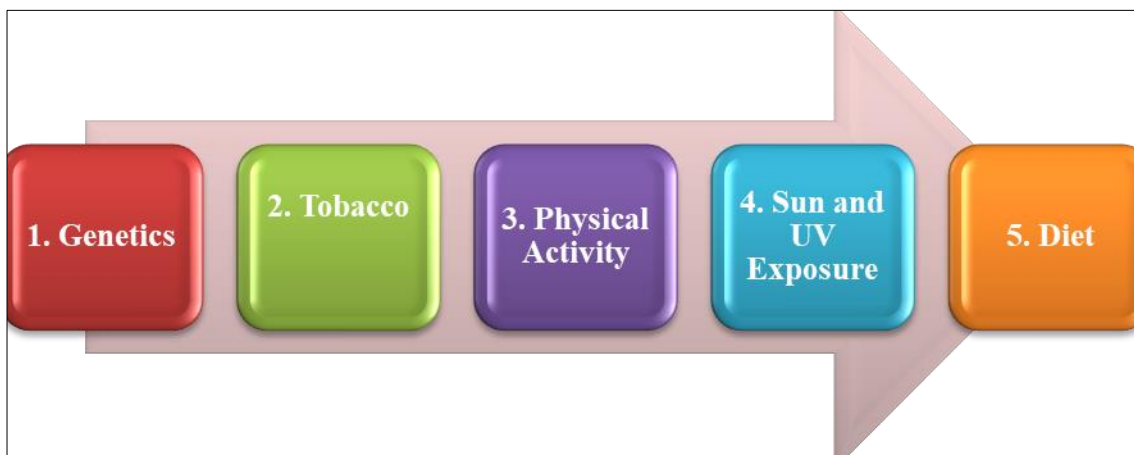 1. Genetics
2. Tobacco
3. Physical
Activity
4. Sun and
UV
Exposure
5. Diet